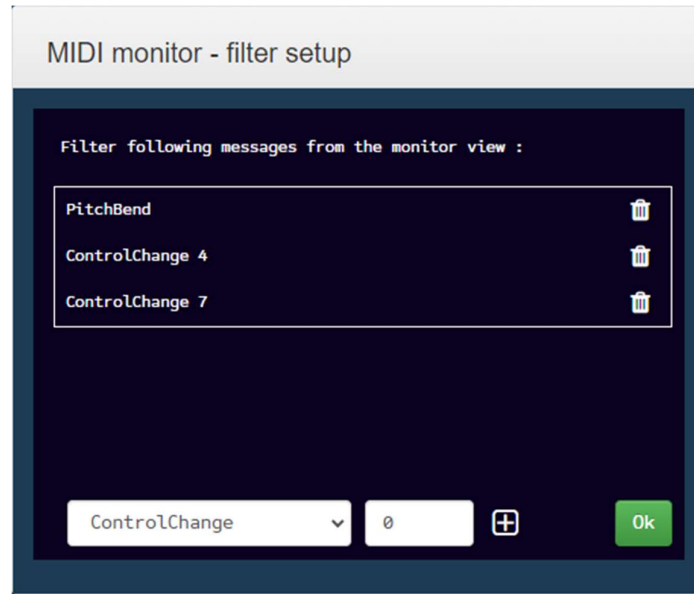 MIDI monitor - filter setup
Filter following messages from the monitor view :
PitchBend
ControlChange 4
ControlChange 7
ControlChange 0 Ok